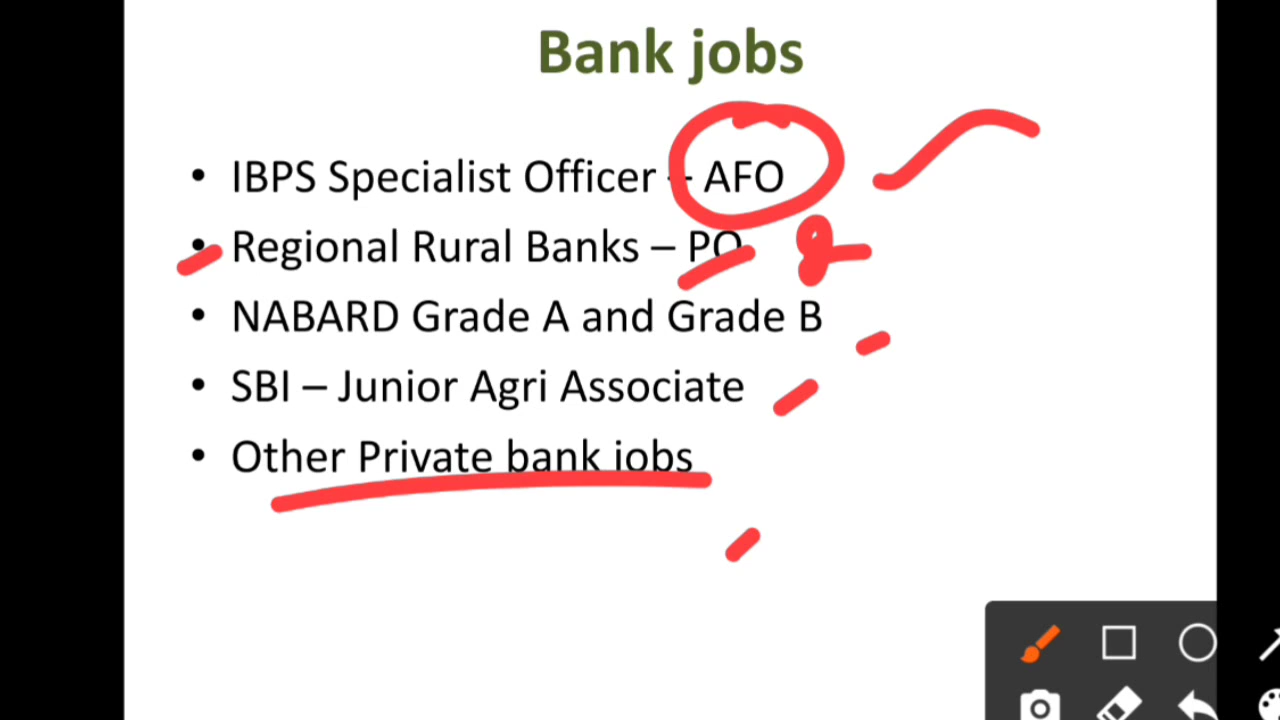 Bank jobs
• IBPS Specialist Officer – AFO
• Regional Rural Banks – PO
• NABARD Grade A and Grade B
• SBI – Junior Agri Associate
• Other Private bank jobs